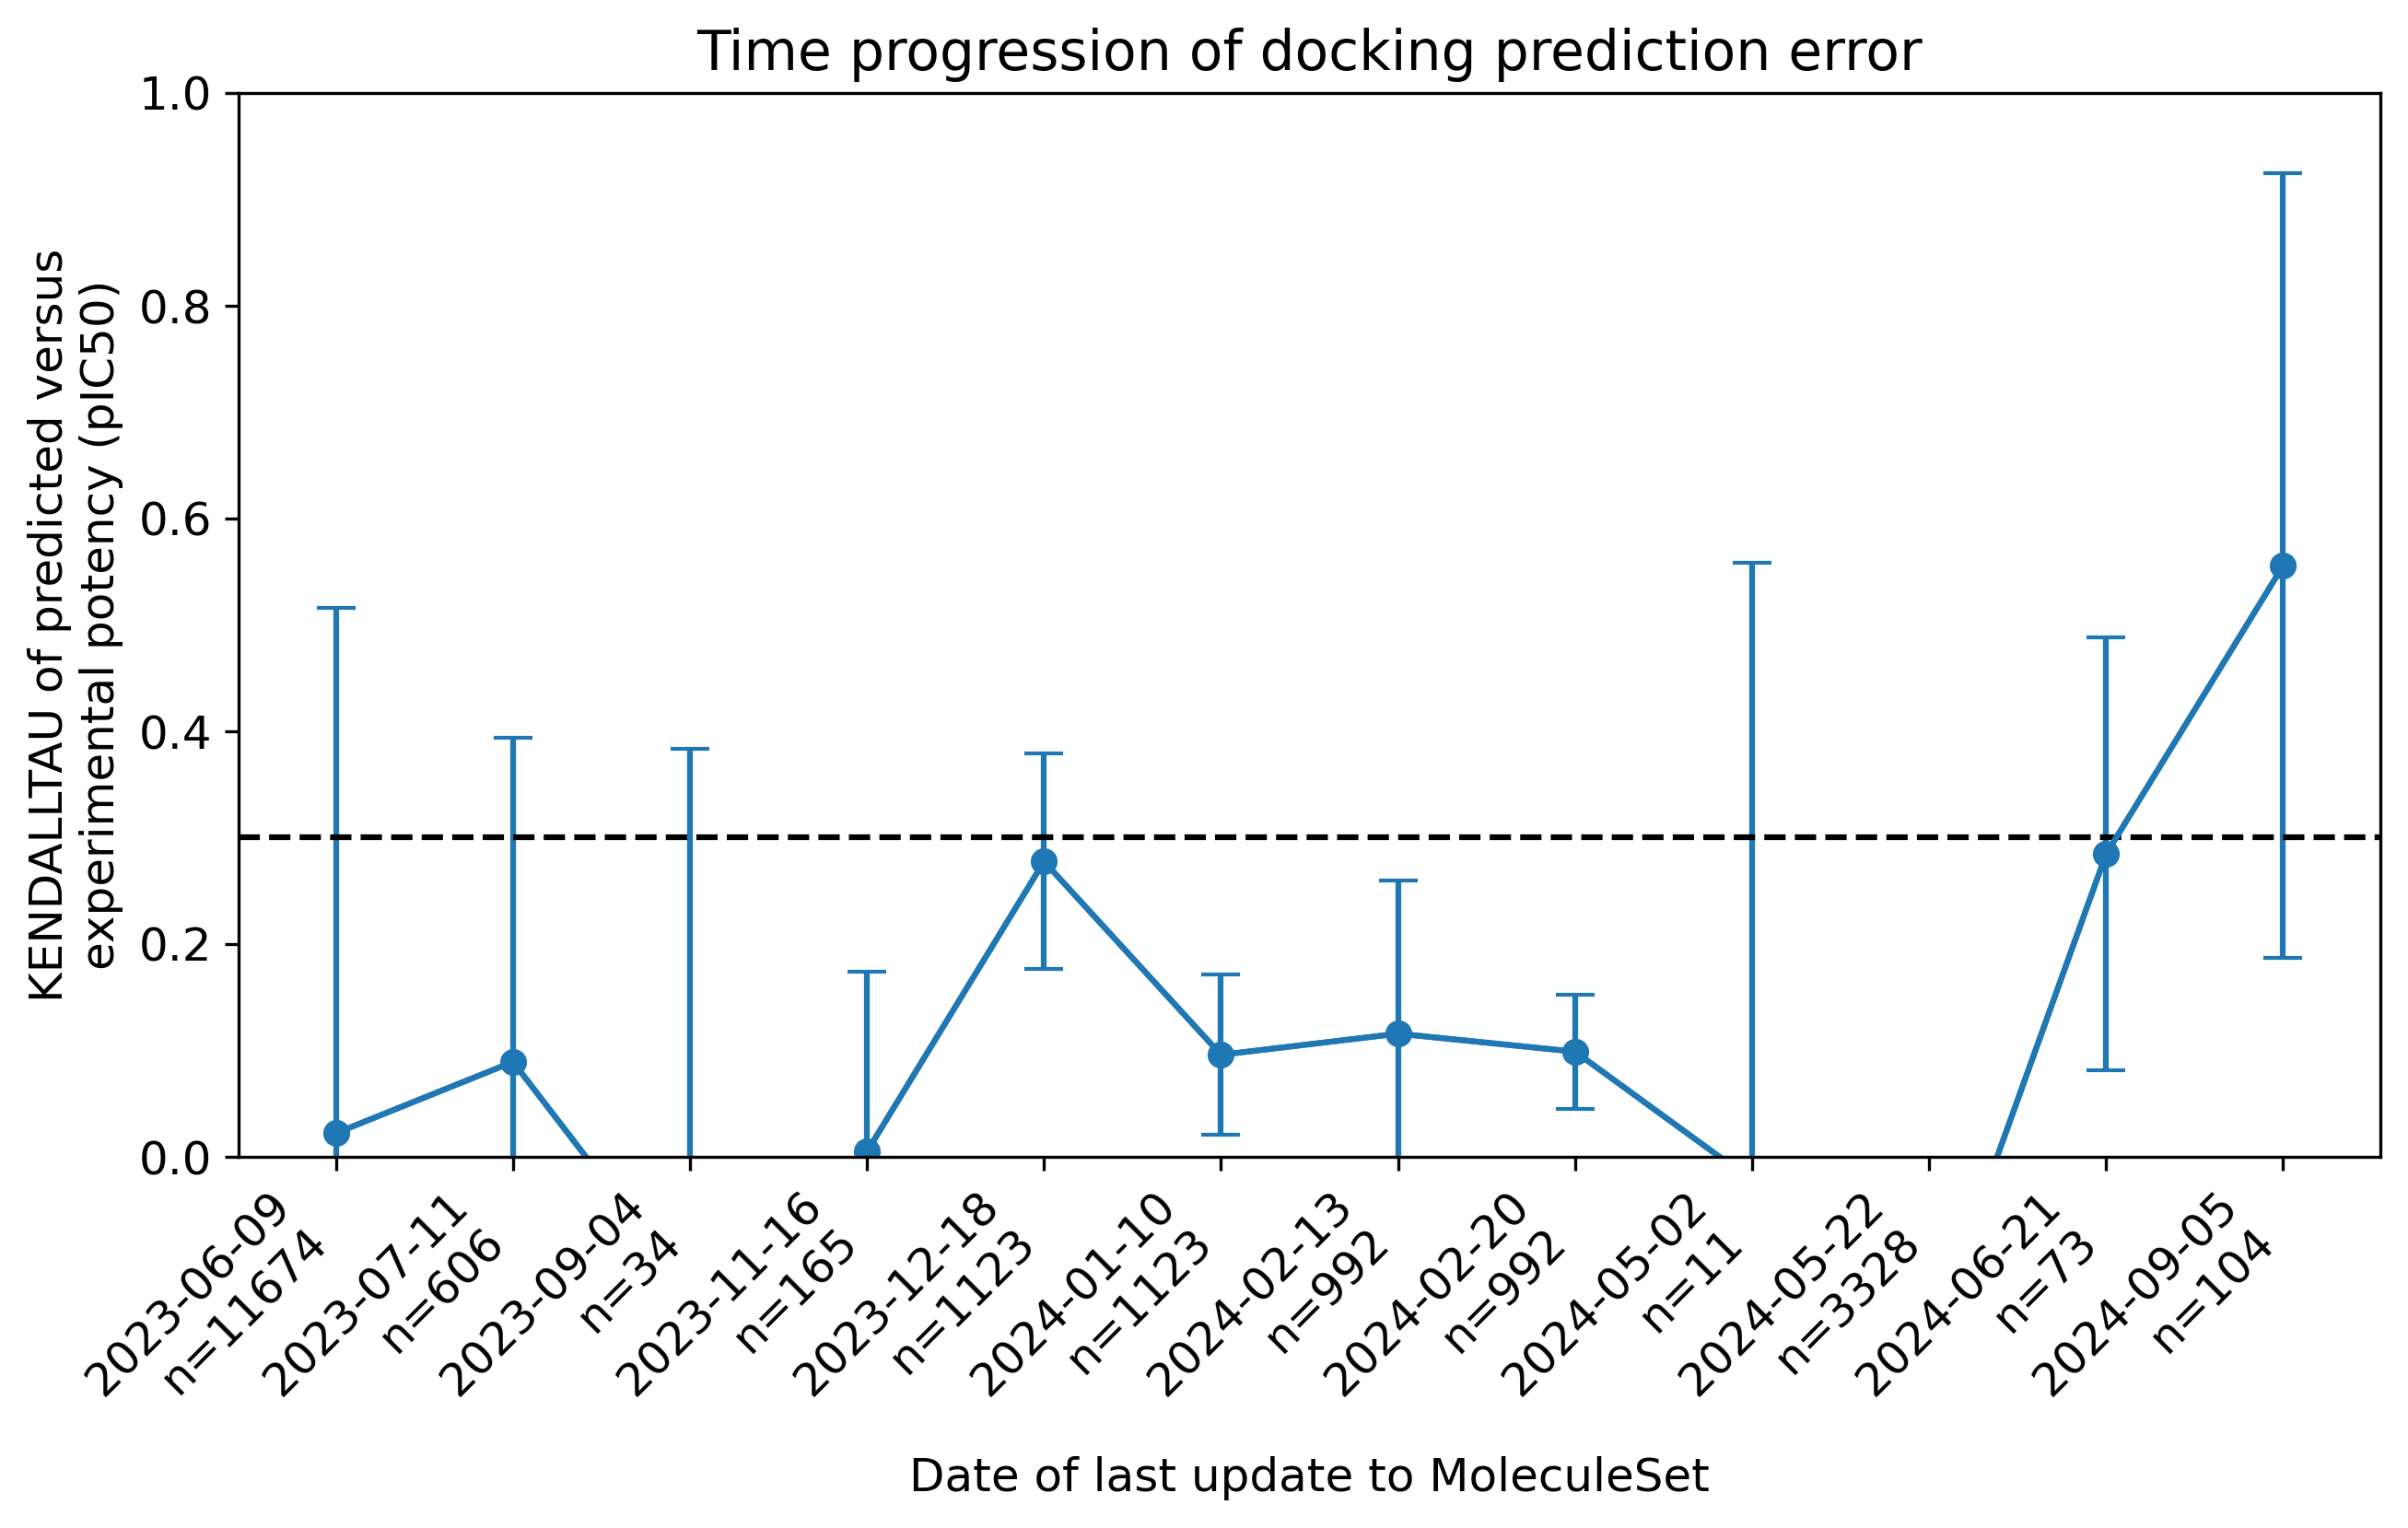 Time progression of docking prediction error
KENDALLTAU of predicted versus
experimental potency (pIC50)
1.0
0.8
0.6
0.4
0.2
0.0
2023-06-09
n=11674
2023-07-11
n=606
2023-09-04
n=34
2023-11-16
n=165
2023-12-18
n=1123
2024-01-10
n=1123
2024-02-13
n=992
2024-02-20
n=992
2024-05-02
n=11
2024-05-22
n=3328
2024-06-21
n=73
2024-09-05
n=104
Date of last update to MoleculeSet